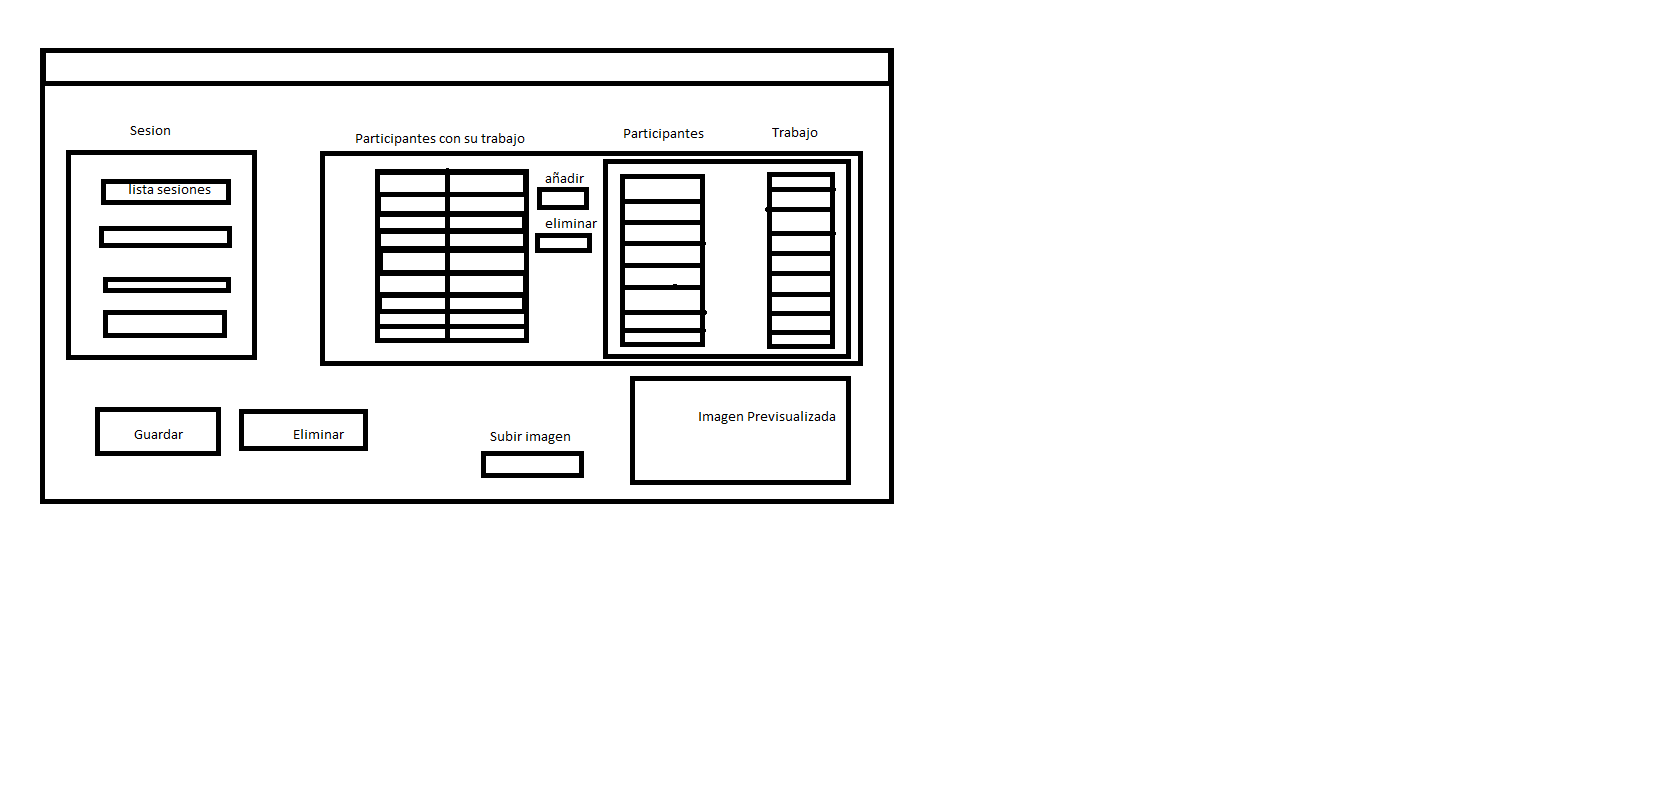 Sesion
Participantes con su trabajo
Participantes
Trabajo
lista sesiones
añadir
eliminar
Guardar
Eliminar
Subir imagen
Imagen Previsualizada